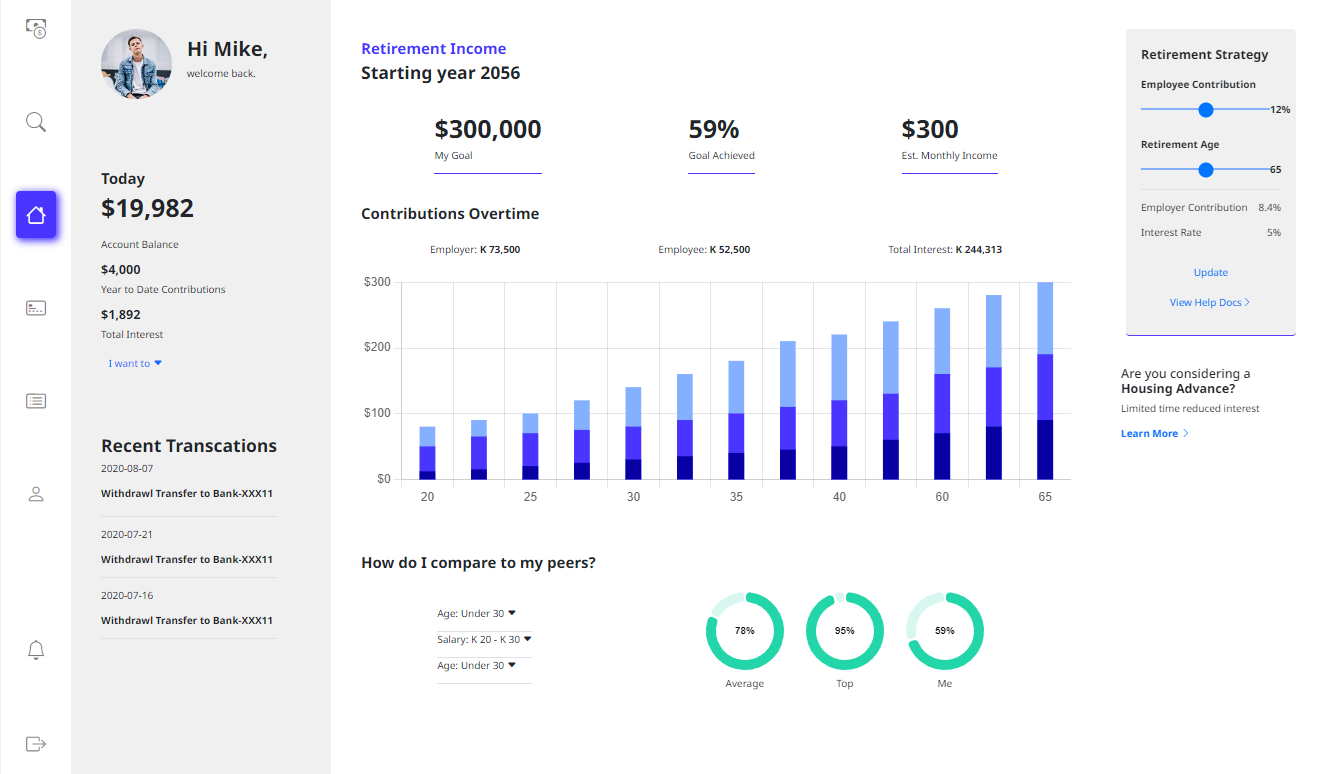 Hi Mike,
welcome back.
Today
$19,982
Account Balance
$4,000
Year to Date Contributions
$1,892
Total Interest
I want to
Recent Transcations
2020-08-07
Withdrawl Transfer to Bank-XXX11
2020-07-21
Withdrawl Transfer to Bank-XXX11
2020-07-16
Withdrawl Transfer to Bank-XXX11
Retirement Income
Starting year 2056
$300,000 59% $300
My Goal Goal Achieved Est. Monthly Income
Contributions Overtime
Employer: K 73,500 Employee: K 52,500 Total Interest: K 244,313
$300
$200
$100
$0
20 25 30 35 40 60 65
How do I compare to my peers?
Age: Under 30
Salary: K 20 - K 30
Age: Under 30
78% 95% 59%
Average Top Me
Retirement Strategy
Employee Contribution
12%
Retirement Age
65
Employer Contribution 8.4%
Interest Rate 5%
Update
View Help Docs
Are you considering a
Housing Advance?
Limited time reduced interest
Learn More